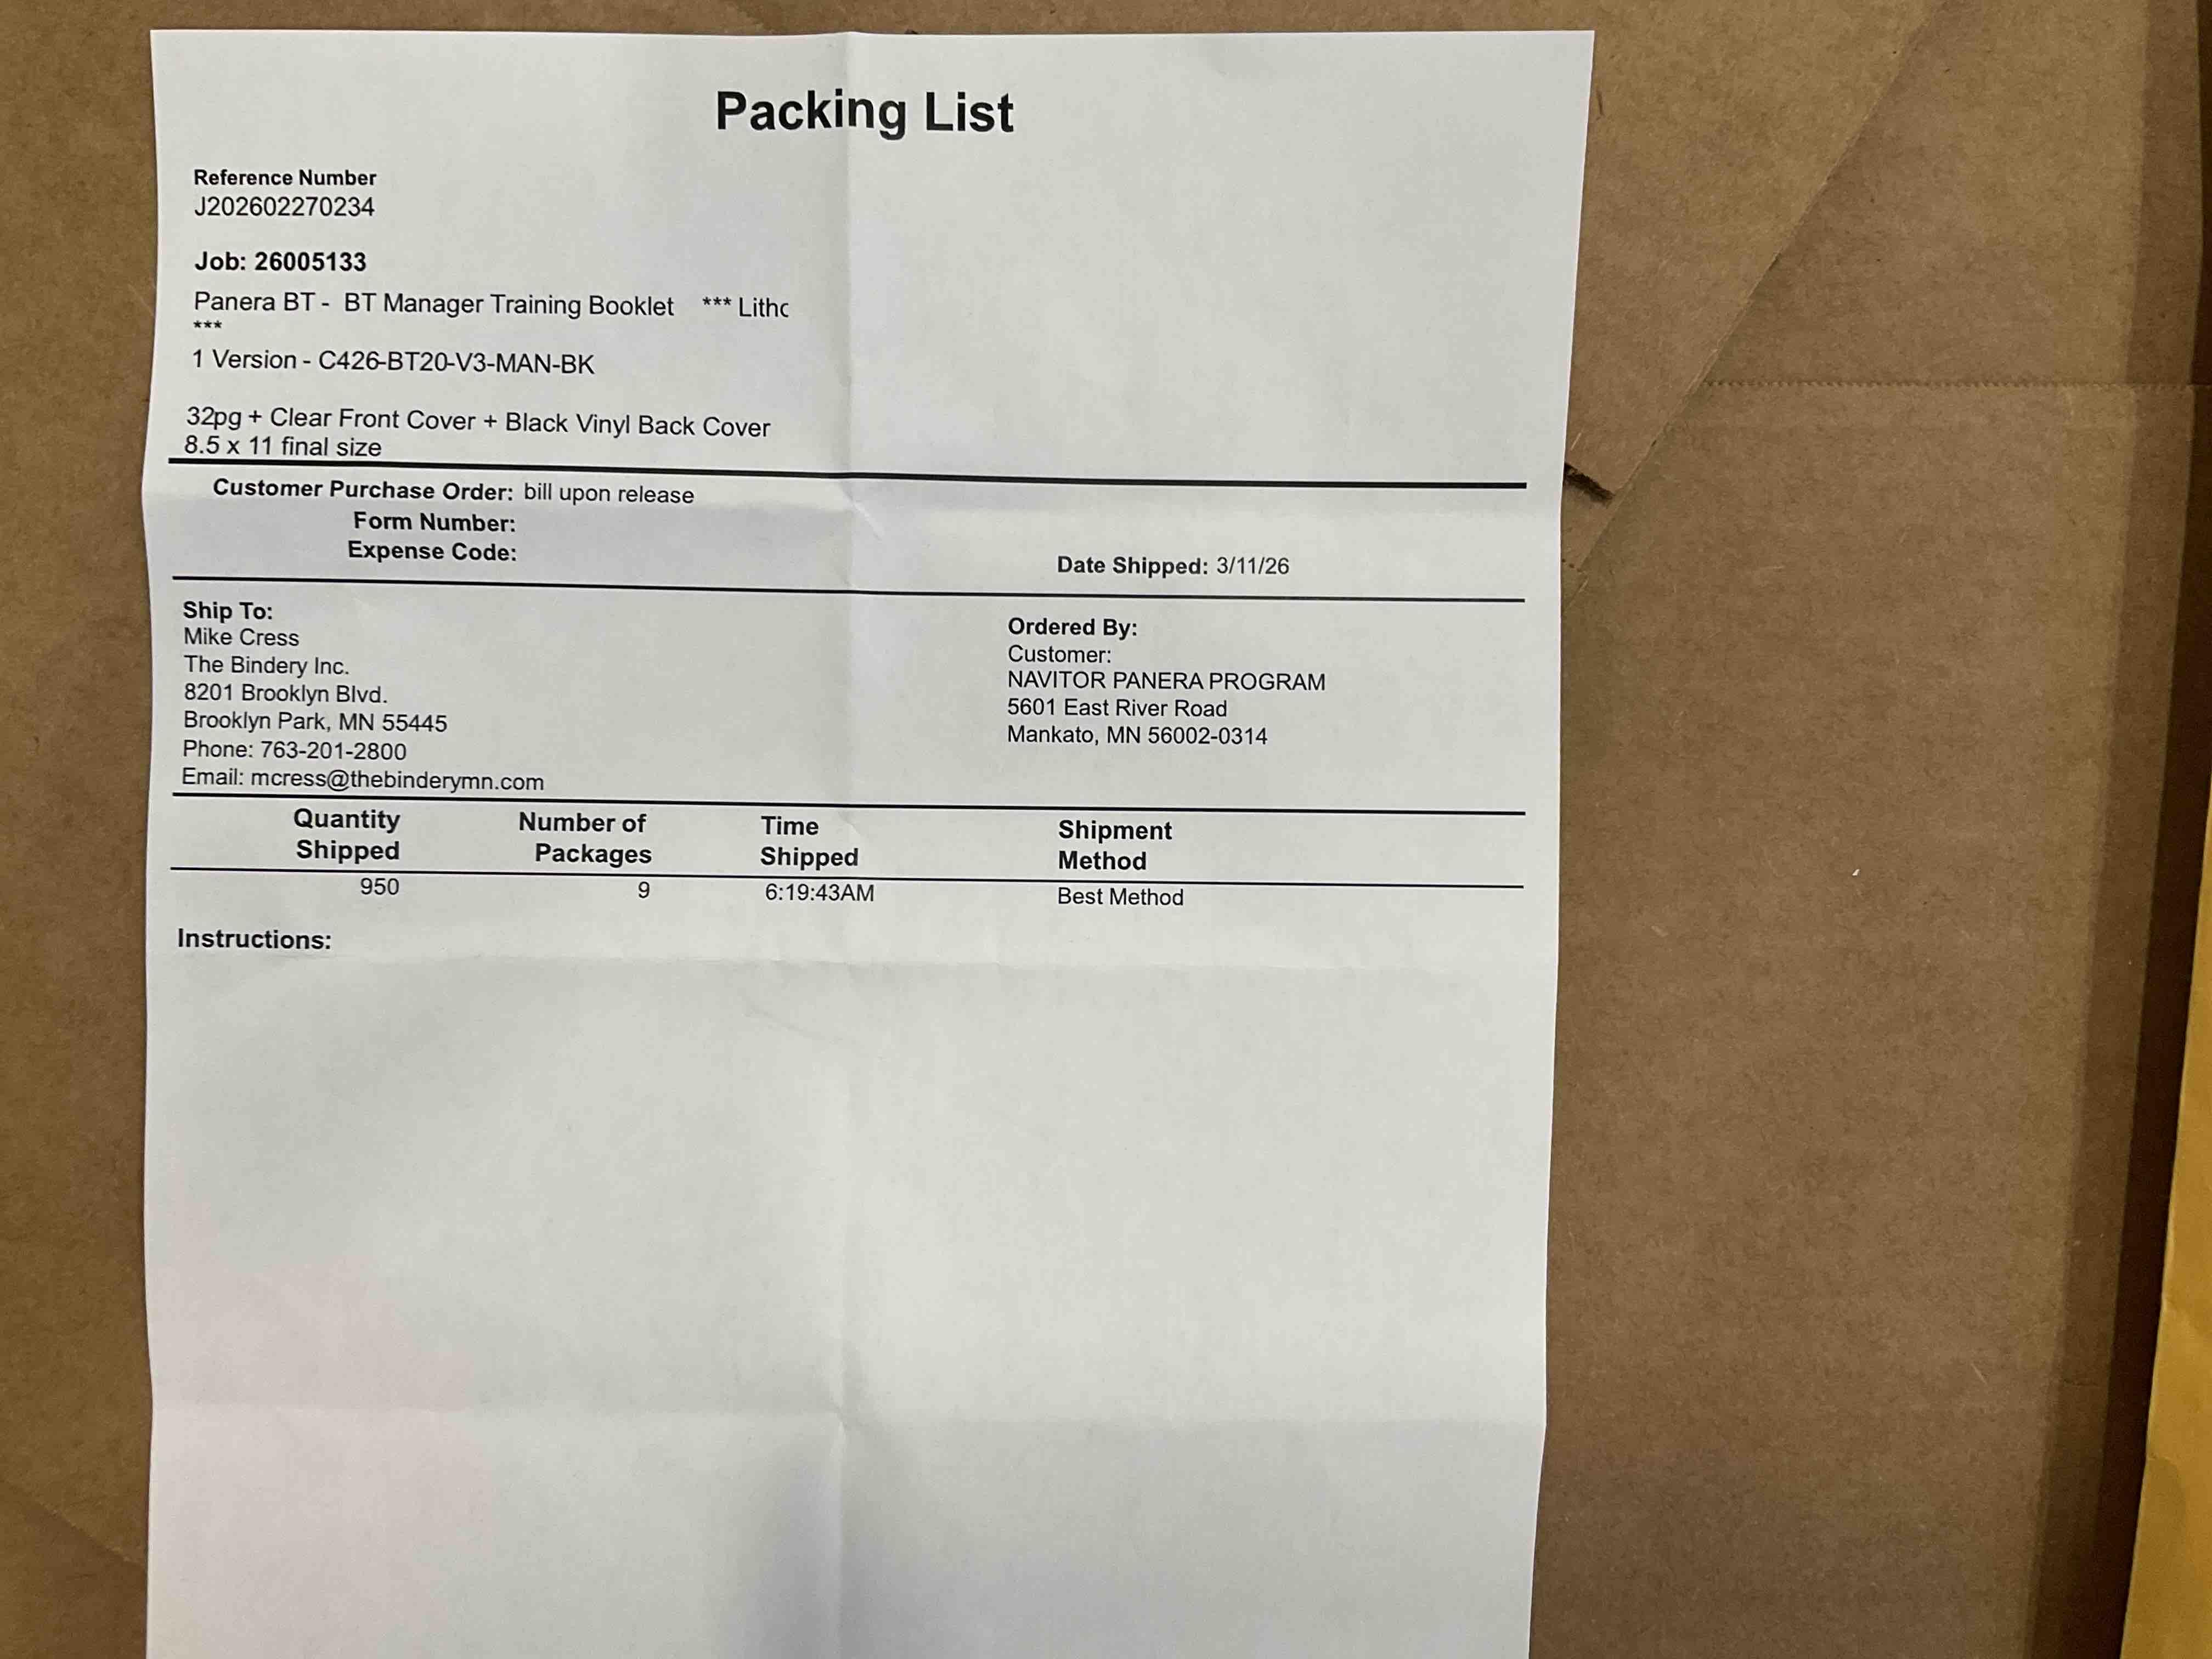 Packing List
Reference Number
J202602270234
Job: 26005133
Panera BT - BT Manager Training Booklet *** Litho
***
1 Version - C426-BT20-V3-MAN-BK
32pg + Clear Front Cover + Black Vinyl Back Cover
8.5 x 11 final size
Customer Purchase Order: bill upon release
Form Number:
Expense Code:
Date Shipped: 3/11/26
Ship To:
Mike Cress
The Bindery Inc.
8201 Brooklyn Blvd.
Brooklyn Park, MN 55445
Phone: 763-201-2800
Email: mcress@thebinderymn.com
Ordered By:
Customer:
NAVITOR PANERA PROGRAM
5601 East River Road
Mankato, MN 56002-0314
Quantity Shipped
Number of Packages
Time Shipped
Shipment Method
950 9 6:19:43AM Best Method
Instructions: